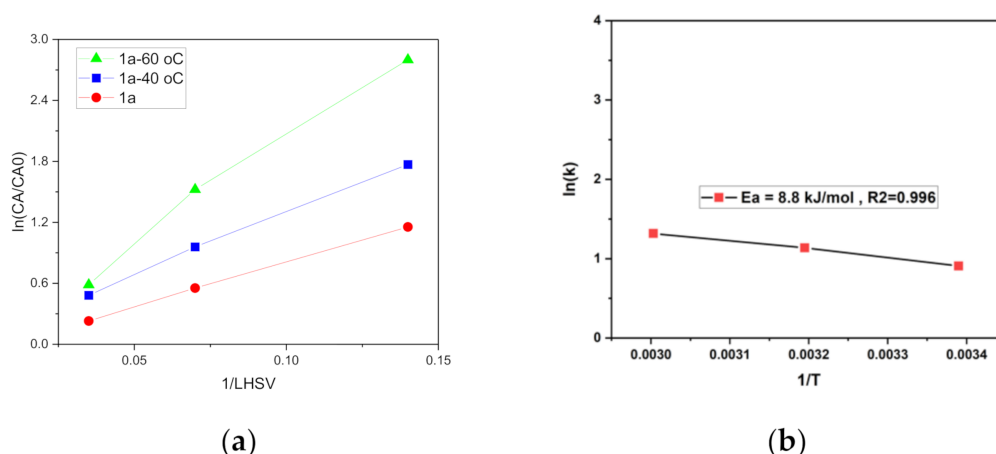 3.0
2.4
1.8
1.2
0.6
0.0
ln(CA/CA0)
1a-60 oC
1a-40 oC
1a
0.05
0.10
0.15
1/LHSV
(a)
4
3
2
1
0
ln(k)
Ea = 8.8 kJ/mol , R2=0.996
0.0030
0.0031
0.0032
0.0033
0.0034
1/T
(b)